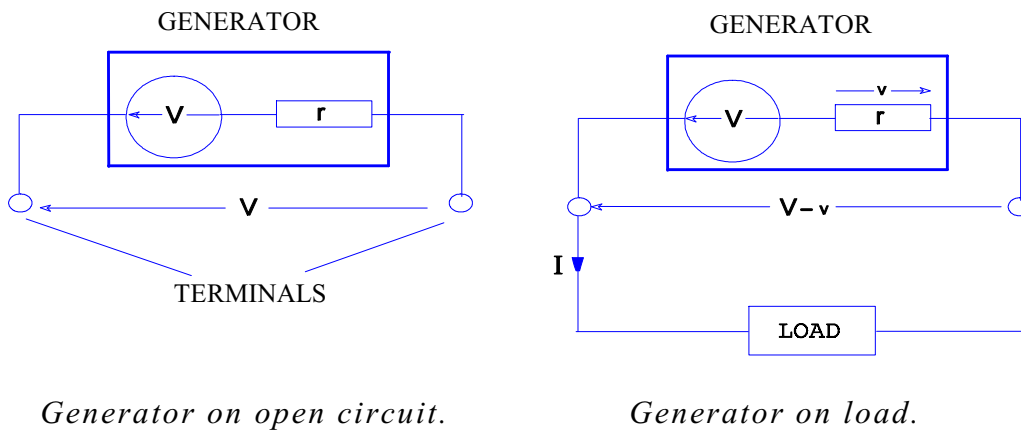 GENERATOR
V
r
V
TERMINALS
Generator on open circuit.
GENERATOR
v
V
r
V-v
I
LOAD
Generator on load.